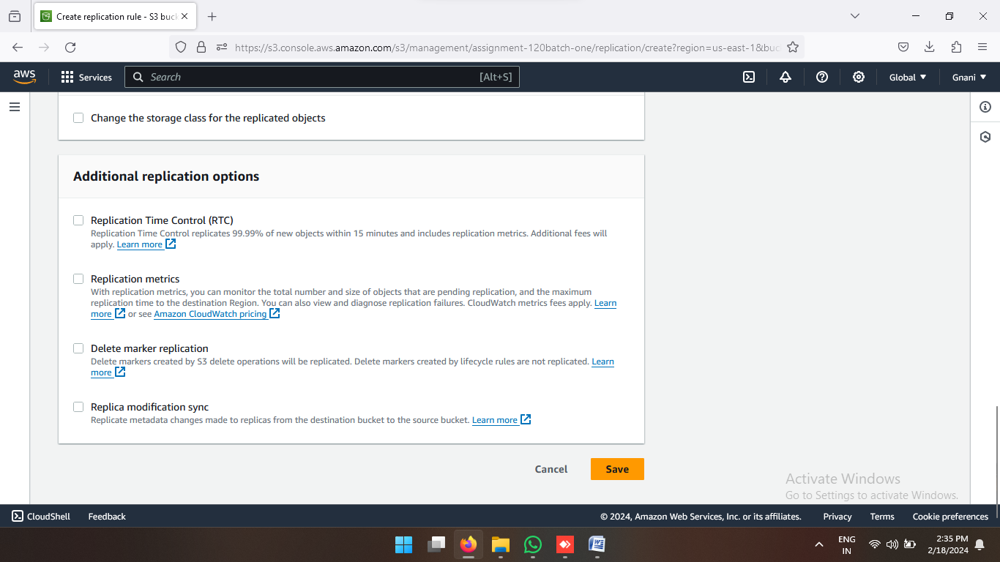 Create replication rule - S3 buc
https://s3.console.aws.amazon.com/s3/management/assignment-120batch-one/replication/create?region=us-east-1&buc
aws
Services
Search
[Alt+S]
Global
Gnani
Change the storage class for the replicated objects
Additional replication options
Replication Time Control (RTC)
Replication Time Control replicates 99.99% of new objects within 15 minutes and includes replication metrics. Additional fees will
apply. Learn more
Replication metrics
With replication metrics, you can monitor the total number and size of objects that are pending replication, and the maximum
replication time to the destination Region. You can also view and diagnose replication failures. CloudWatch metrics fees apply. Learn
more or see Amazon CloudWatch pricing
Delete marker replication
Delete markers created by S3 delete operations will be replicated. Delete markers created by lifecycle rules are not replicated. Learn
more
Replica modification sync
Replicate metadata changes made to replicas from the destination bucket to the source bucket. Learn more
Cancel
Save
Activate Windows
Go to Settings to activate Windows.
CloudShell
Feedback
© 2024, Amazon Web Services, Inc. or its affiliates.
Privacy
Terms
Cookie preferences
ENG
IN
2:35 PM
2/18/2024